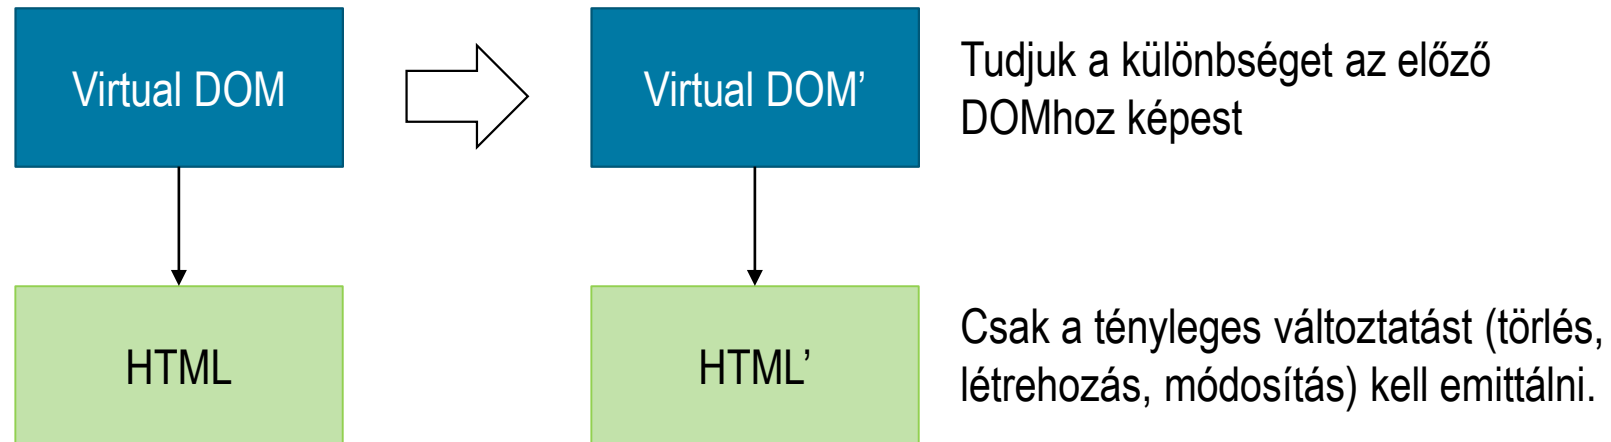 Virtual DOM
Virtual DOM’
Tudjuk a különbséget az előző
DOMhoz képest
HTML
HTML’
Csak a tényleges változtatást (törlés,
létrehozás, módosítás) kell emittálni.